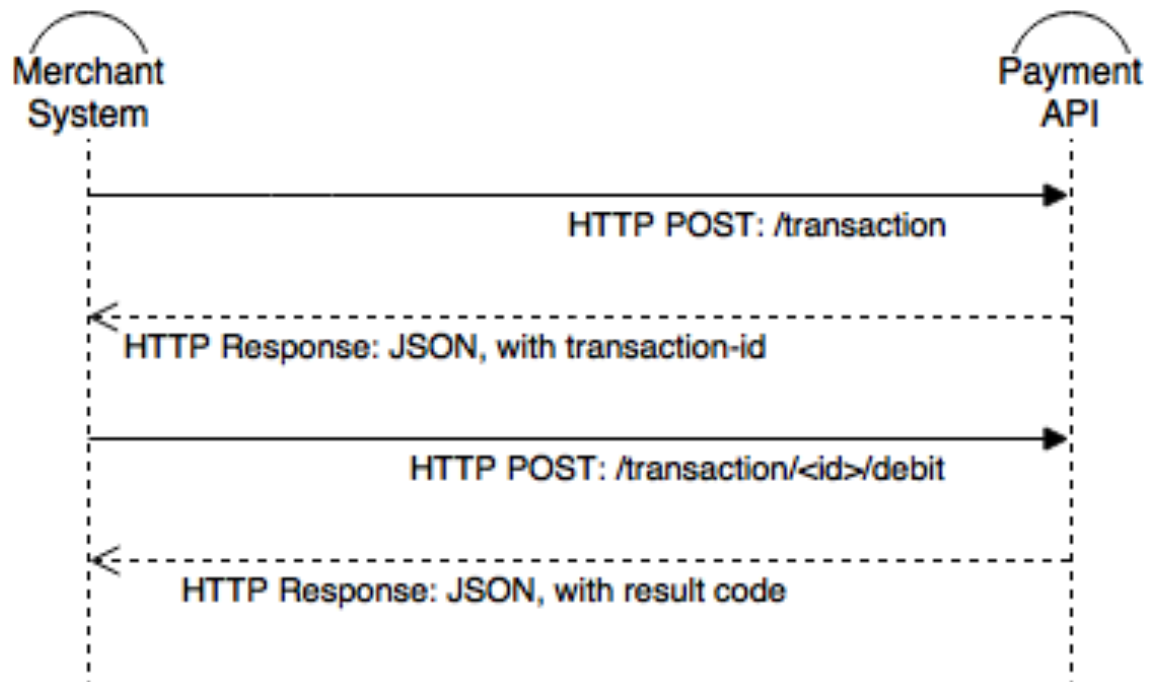 Merchant
System
Payment
API
HTTP POST: /transaction
HTTP Response: JSON, with transaction-id
HTTP POST: /transaction/<id>/debit
HTTP Response: JSON, with result code